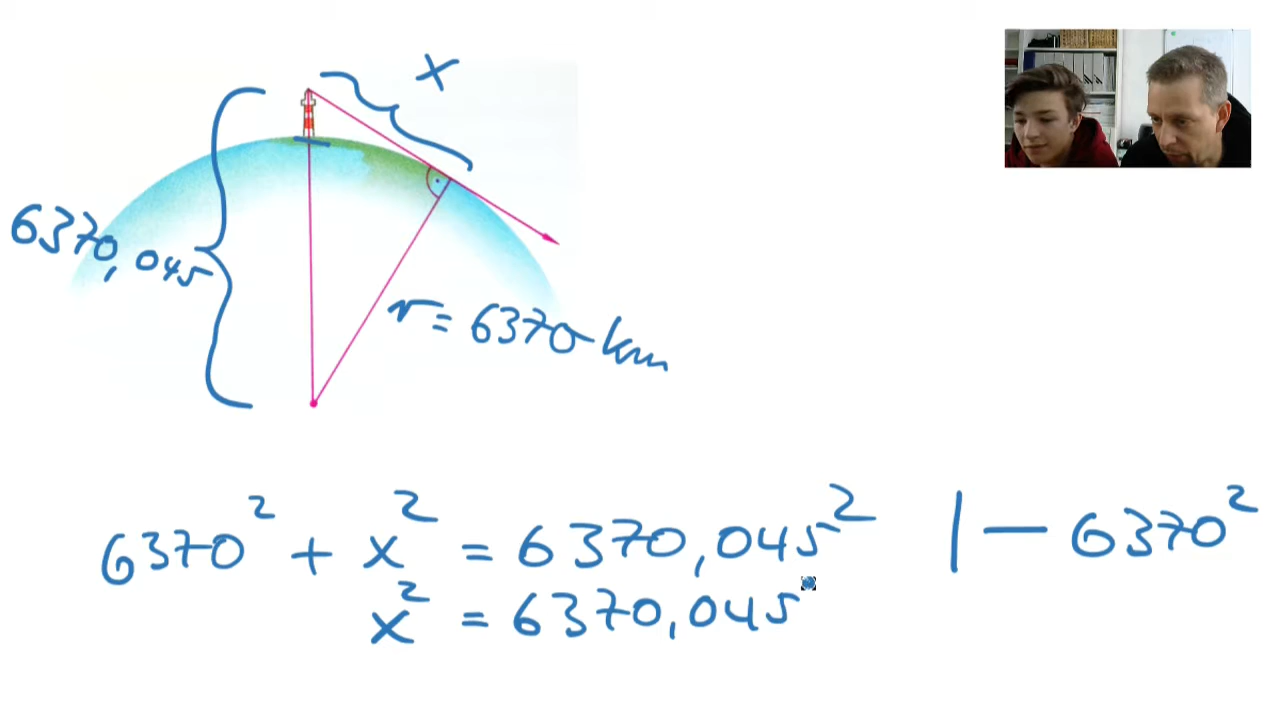 x
6370,045
r = 6370 km
6370² + x² = 6370,045² | − 6370²
x² = 6370,045